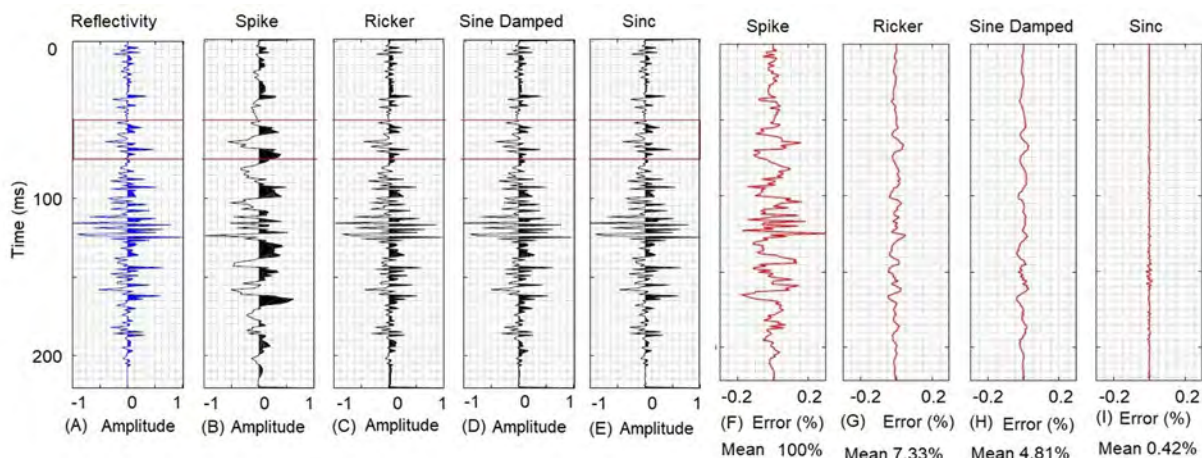 Reflectivity Spike Ricker Sine Damped Sinc Spike Ricker Sine Damped Sinc
0
100
200
Time (ms)
-1 0 1 -1 0 1 -1 0 1 -1 0 1 -1 0 1 -0.2 0.2 -0.2 0.2 -0.2 0.2 -0.2 0.2
(A) Amplitude (B) Amplitude (C) Amplitude (D) Amplitude (E) Amplitude (F) Error (%) (G) Error (%) (H) Error (%) (I) Error (%)
Mean 100% Mean 7.33% Mean 4.81% Mean 0.42%